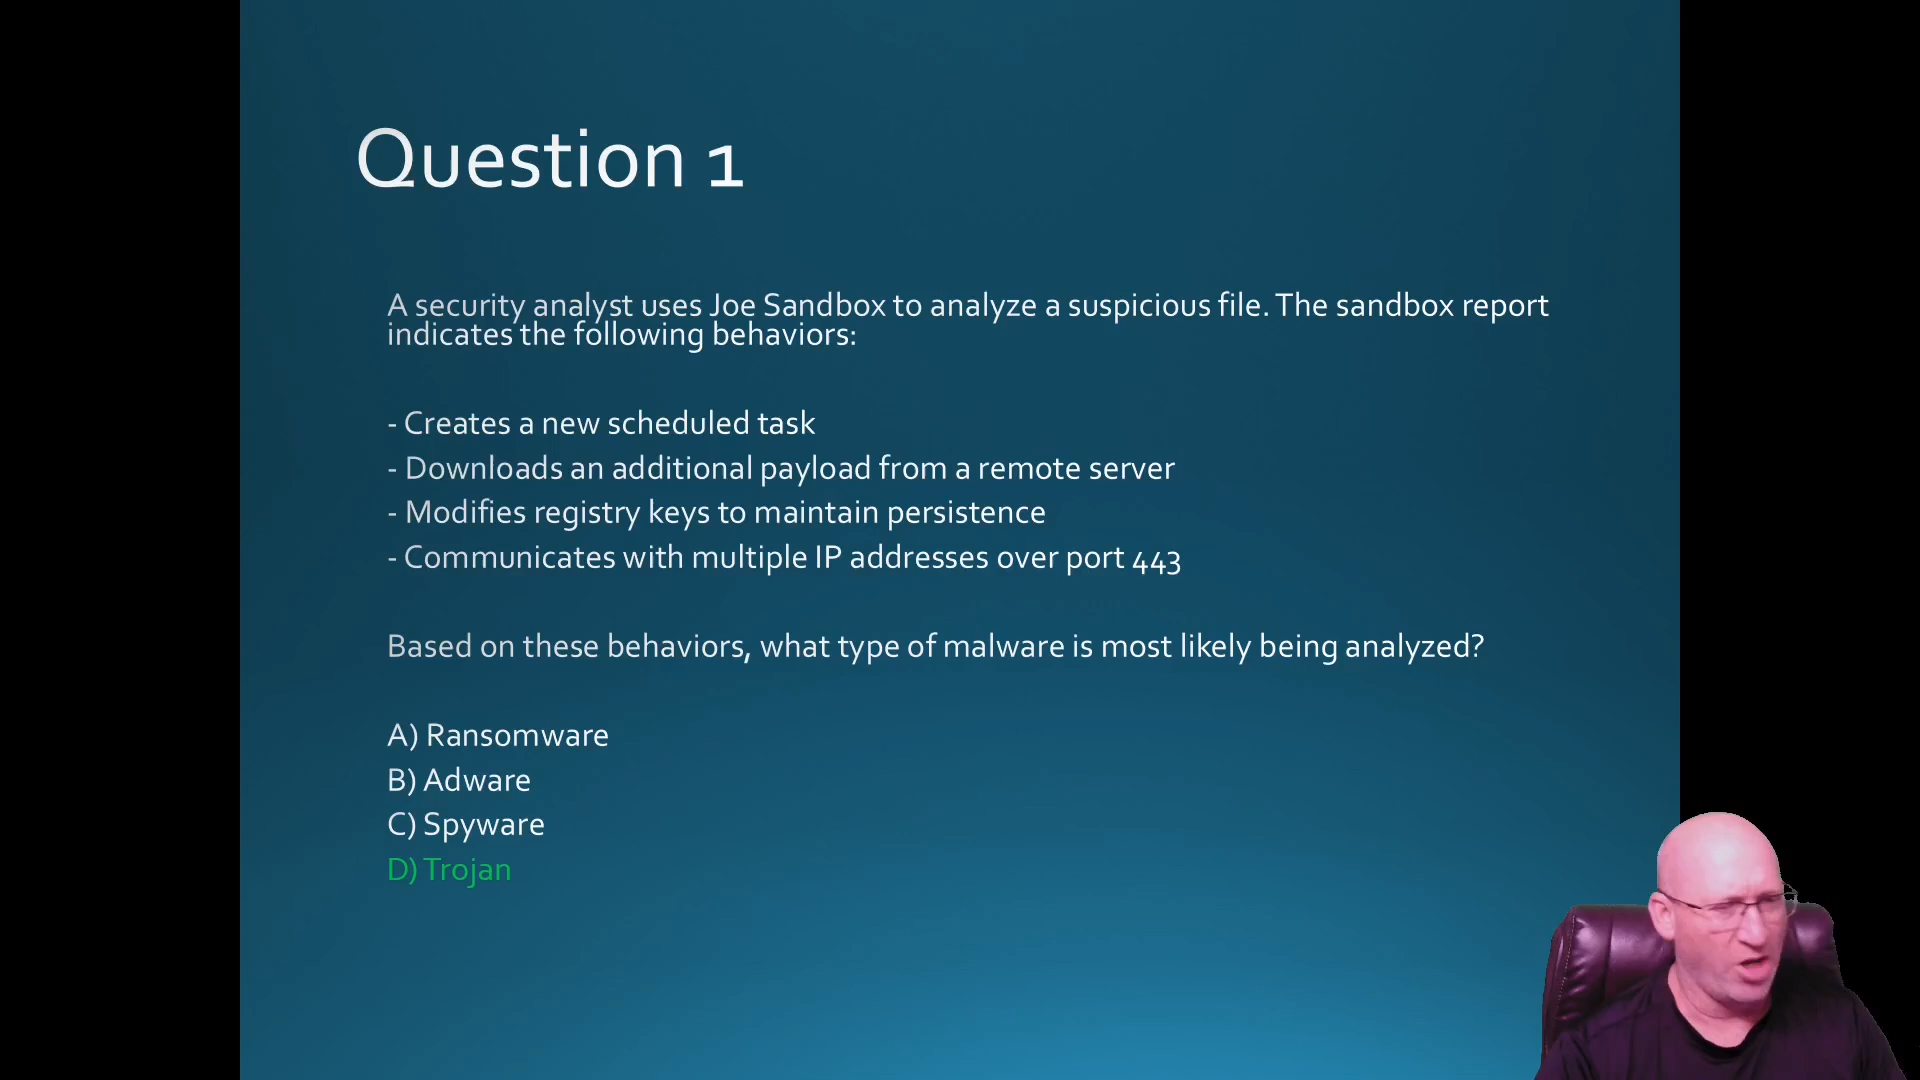 Question 1
A security analyst uses Joe Sandbox to analyze a suspicious file. The sandbox report
indicates the following behaviors:
- Creates a new scheduled task
- Downloads an additional payload from a remote server
- Modifies registry keys to maintain persistence
- Communicates with multiple IP addresses over port 443
Based on these behaviors, what type of malware is most likely being analyzed?
A) Ransomware
B) Adware
C) Spyware
D) Trojan